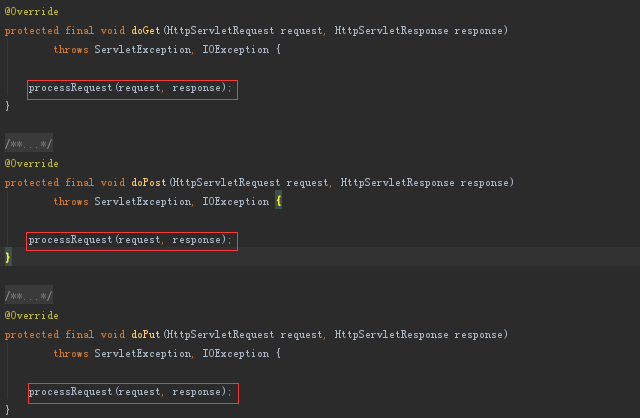 @Override
protected final void doGet(HttpServletRequest request, HttpServletResponse response)
        throws ServletException, IOException {
    processRequest(request, response);
}
/**...*/
@Override
protected final void doPost(HttpServletRequest request, HttpServletResponse response)
        throws ServletException, IOException {
    processRequest(request, response);
}
/**...*/
@Override
protected final void doPut(HttpServletRequest request, HttpServletResponse response)
        throws ServletException, IOException {
    processRequest(request, response);
}